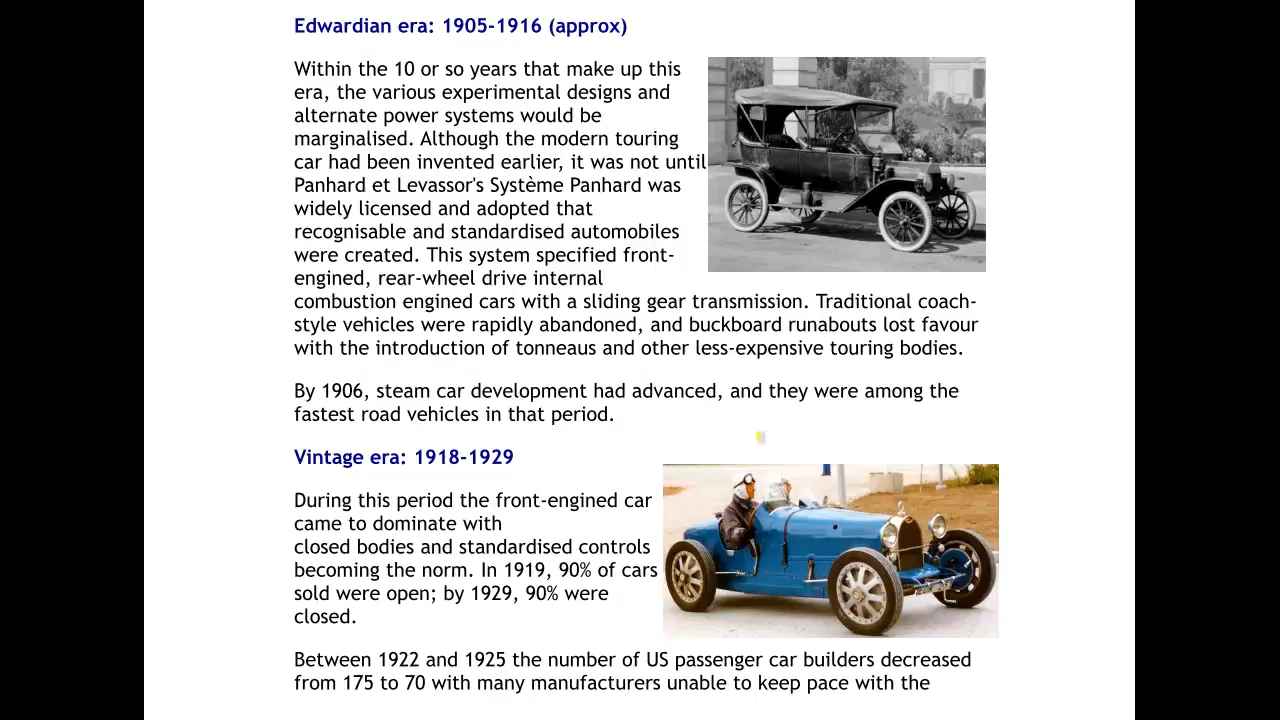 Edwardian era: 1905-1916 (approx)
Within the 10 or so years that make up this
era, the various experimental designs and
alternate power systems would be
marginalised. Although the modern touring
car had been invented earlier, it was not until
Panhard et Levassor's Système Panhard was
widely licensed and adopted that
recognisable and standardised automobiles
were created. This system specified front-
engined, rear-wheel drive internal
combustion engined cars with a sliding gear transmission. Traditional coach-
style vehicles were rapidly abandoned, and buckboard runabouts lost favour
with the introduction of tonneaus and other less-expensive touring bodies.
By 1906, steam car development had advanced, and they were among the
fastest road vehicles in that period.
Vintage era: 1918-1929
During this period the front-engined car
came to dominate with
closed bodies and standardised controls
becoming the norm. In 1919, 90% of cars
sold were open; by 1929, 90% were
closed.
Between 1922 and 1925 the number of US passenger car builders decreased
from 175 to 70 with many manufacturers unable to keep pace with the